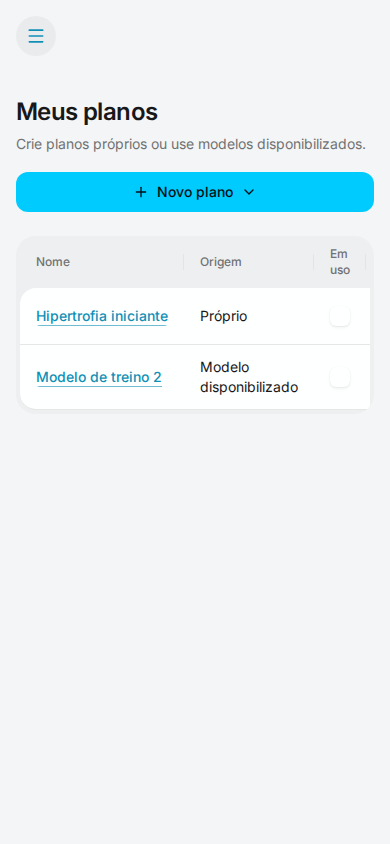 Meus planos
Crie planos próprios ou use modelos disponibilizados.
Novo plano
Nome
Origem
Em
uso
Hipertrofia iniciante
Próprio
Modelo de treino 2
Modelo
disponibilizado